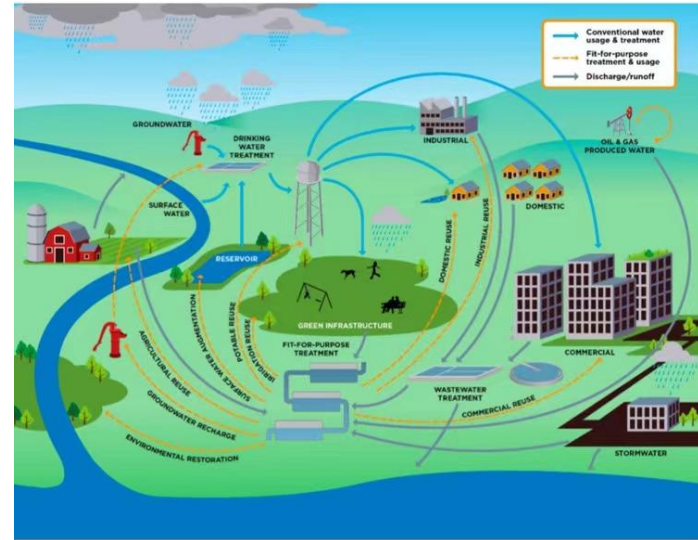 Conventional water
usage & treatment
Fit-for-purpose
treatment & usage
Discharge/runoff
GROUNDWATER
DRINKING
WATER
TREATMENT
INDUSTRIAL
OIL & GAS
PRODUCED WATER
SURFACE
WATER
DOMESTIC
RESERVOIR
DOMESTIC REUSE
INDUSTRIAL REUSE
GREEN INFRASTRUCTURE
SURFACE WATER AUGMENTATION
POTABLE REUSE
IRRIGATION REUSE
FIT-FOR-PURPOSE
TREATMENT
COMMERCIAL
AGRICULTURAL REUSE
WASTEWATER
TREATMENT
GROUNDWATER RECHARGE
COMMERCIAL REUSE
ENVIRONMENTAL RESTORATION
STORMWATER